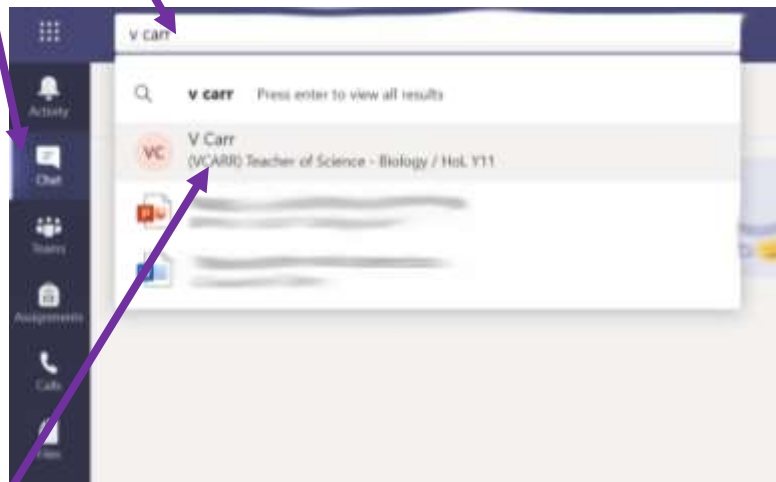 v carr
v carr Press enter to view all results
VC
V Carr
(VCARR) Teacher of Science - Biology / HoL Y11
Activity
Chat
Teams
Assignments
Calls
Files